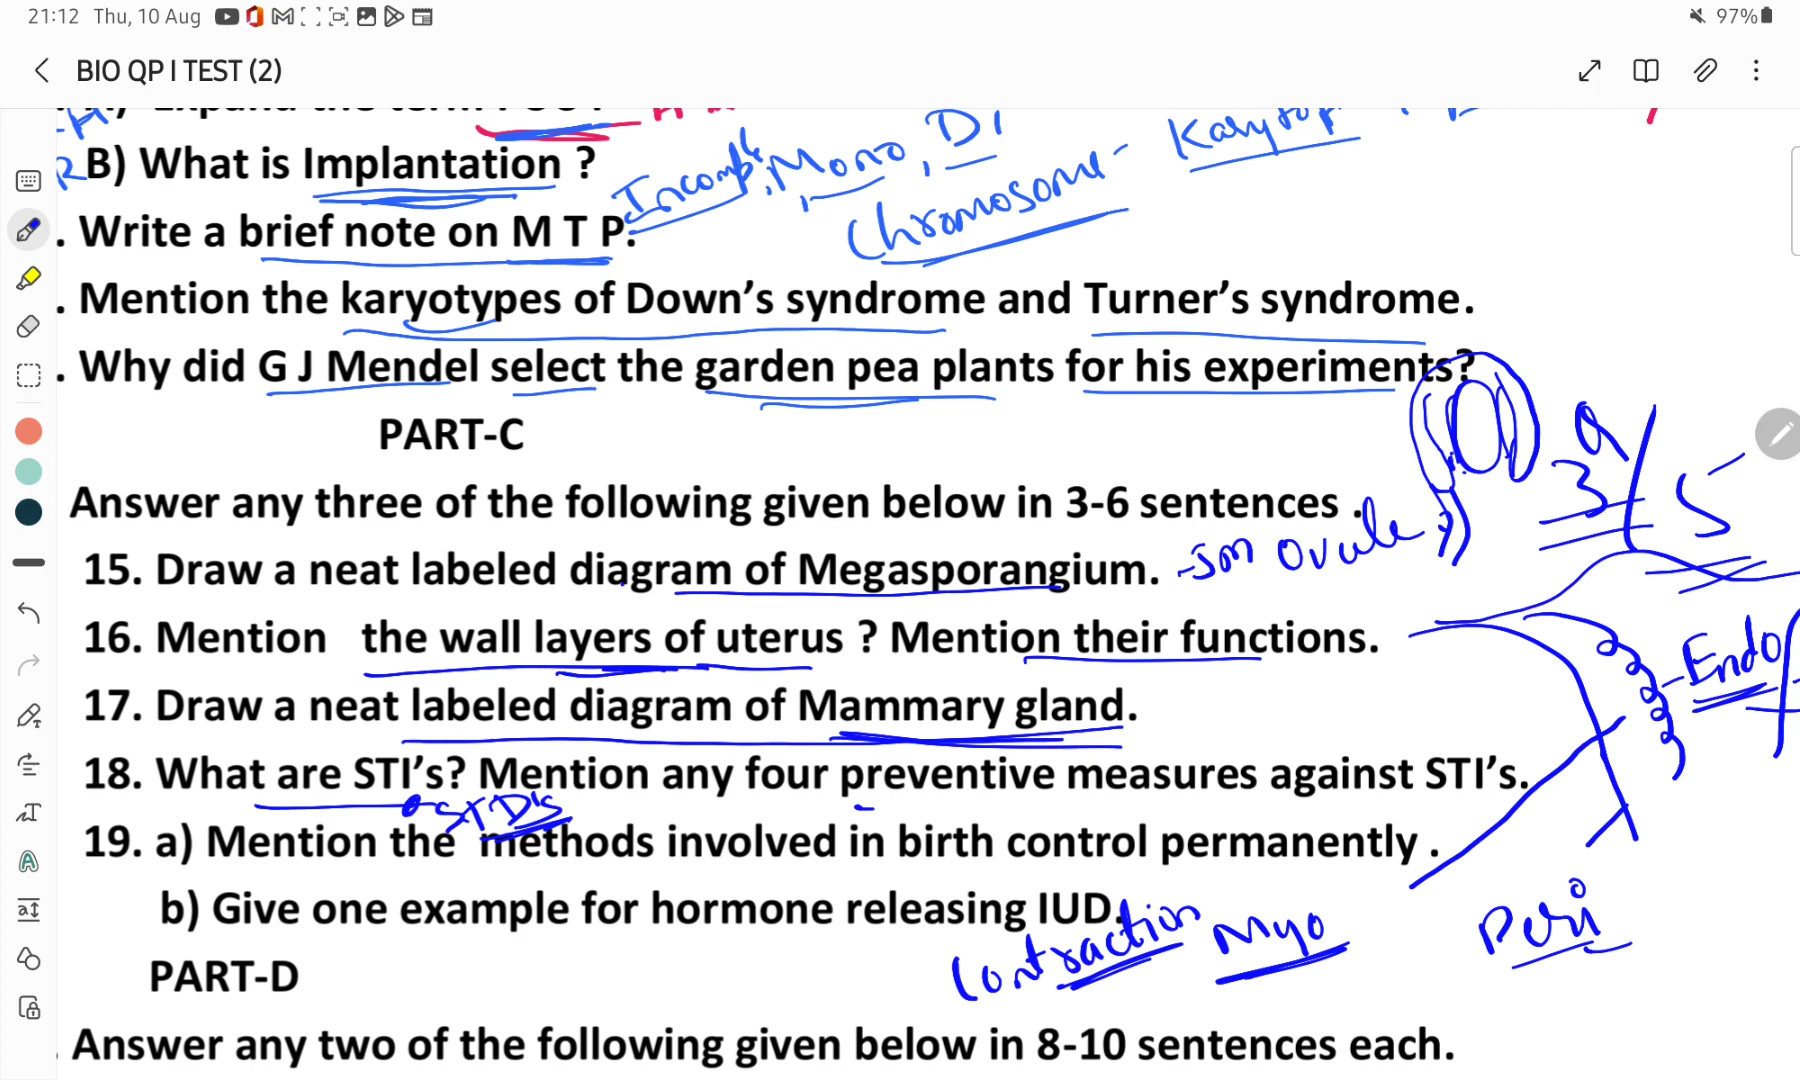 21:12 Thu, 10 Aug 97%
BIO QP I TEST (2)
B) What is Implantation ?
Mono, DI
Chromosome
. Write a brief note on M T P.
. Mention the karyotypes of Down's syndrome and Turner's syndrome.
. Why did G J Mendel select the garden pea plants for his experiments?
PART-C
3/5
Answer any three of the following given below in 3-6 sentences .
15. Draw a neat labeled diagram of Megasporangium. Ovule
16. Mention the wall layers of uterus ? Mention their functions.
Endo
17. Draw a neat labeled diagram of Mammary gland.
18. What are STI's? Mention any four preventive measures against STI's.
STD's
19. a) Mention the methods involved in birth control permanently .
b) Give one example for hormone releasing IUD.
Contraction Myo Peri
PART-D
. Answer any two of the following given below in 8-10 sentences each.